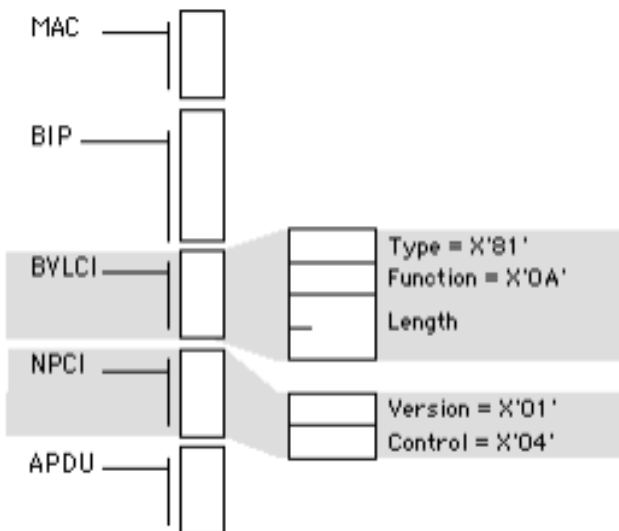 MAC
BIP
BVLCI
Type = X'81'
Function = X'0A'
Length
NPCI
Version = X'01'
Control = X'04'
APDU